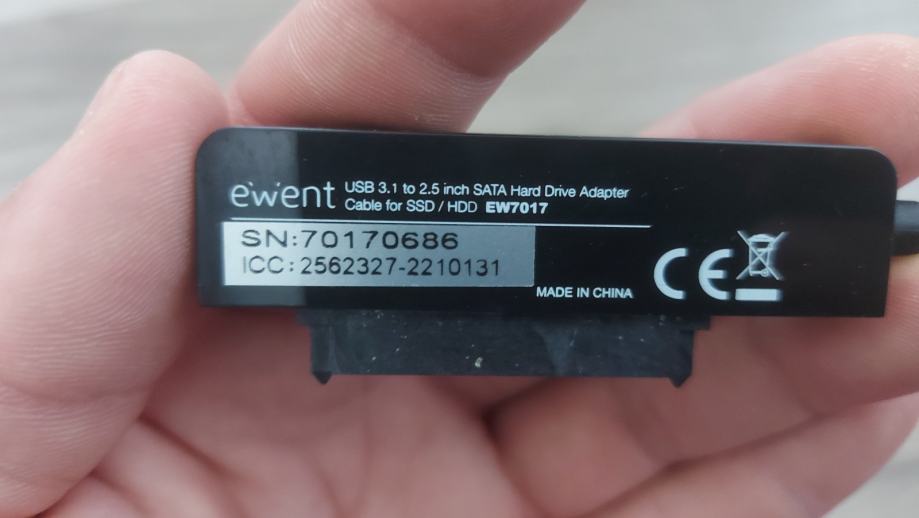 ewent
USB 3.1 to 2.5 inch SATA Hard Drive Adapter
Cable for SSD / HDD EW7017
SN:70170686
ICC: 2562327-2210131
MADE IN CHINA
CE